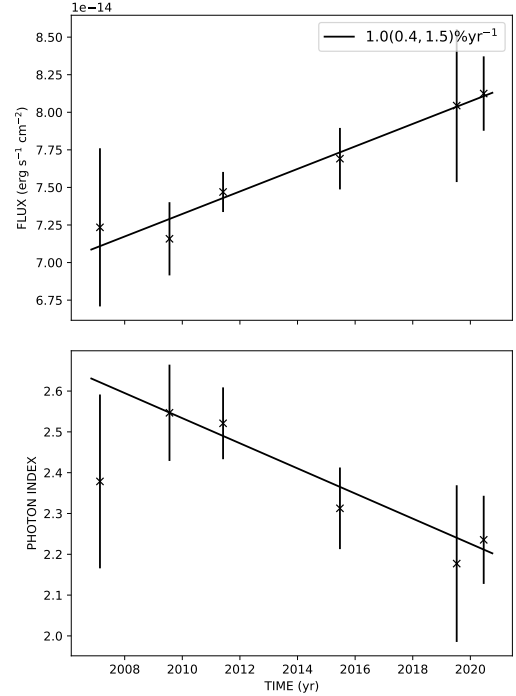 1e−14
1.0(0.4, 1.5)%yr⁻¹
8.50
8.25
8.00
7.75
7.50
7.25
7.00
6.75
FLUX (erg s⁻¹ cm⁻²)
2.6
2.5
2.4
2.3
2.2
2.1
2.0
PHOTON INDEX
2008 2010 2012 2014 2016 2018 2020
TIME (yr)